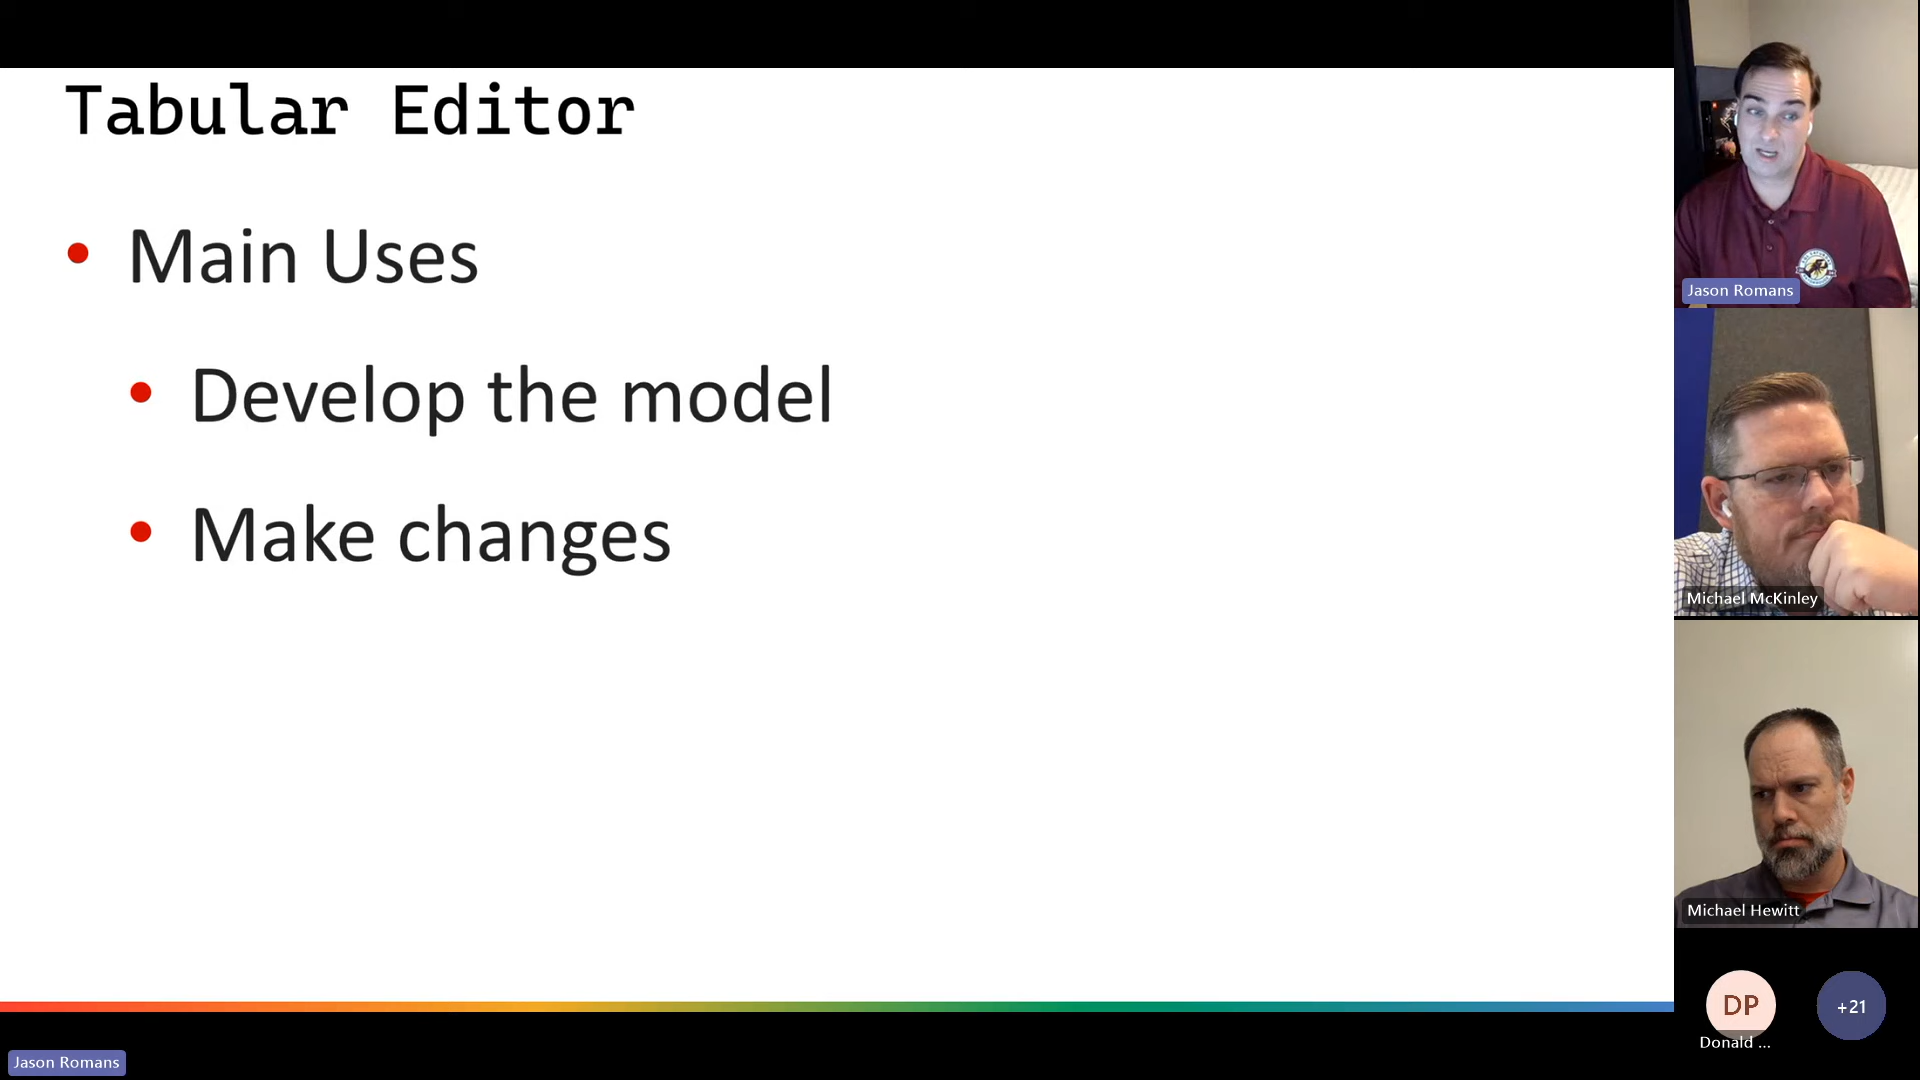 Tabular Editor
Main Uses
Develop the model
Make changes
Jason Romans
Michael McKinley
Michael Hewitt
DP
+21
Donald ...
Jason Romans